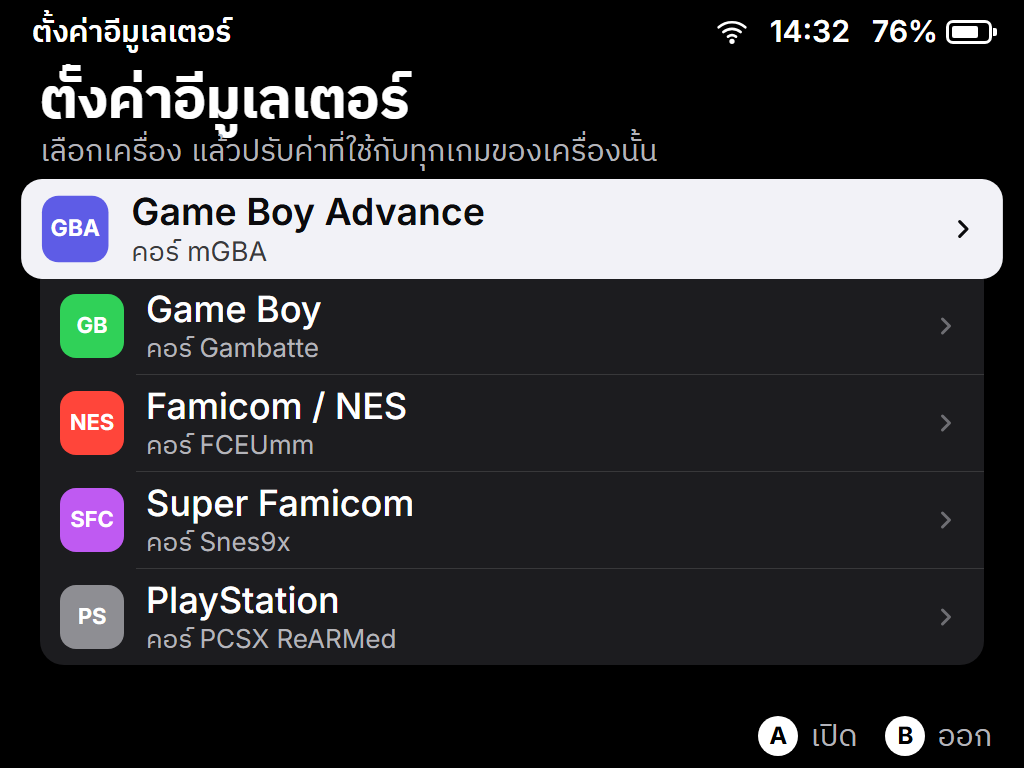 ตั้งค่าอีมูเลเตอร์ 14:32 76%
ตั้งค่าอีมูเลเตอร์
เลือกเครื่อง แล้วปรับค่าที่ใช้กับทุกเกมของเครื่องนั้น
GBA Game Boy Advance
คอร์ mGBA
GB Game Boy
คอร์ Gambatte
NES Famicom / NES
คอร์ FCEUmm
SFC Super Famicom
คอร์ Snes9x
PS PlayStation
คอร์ PCSX ReARMed
A เปิด B ออก